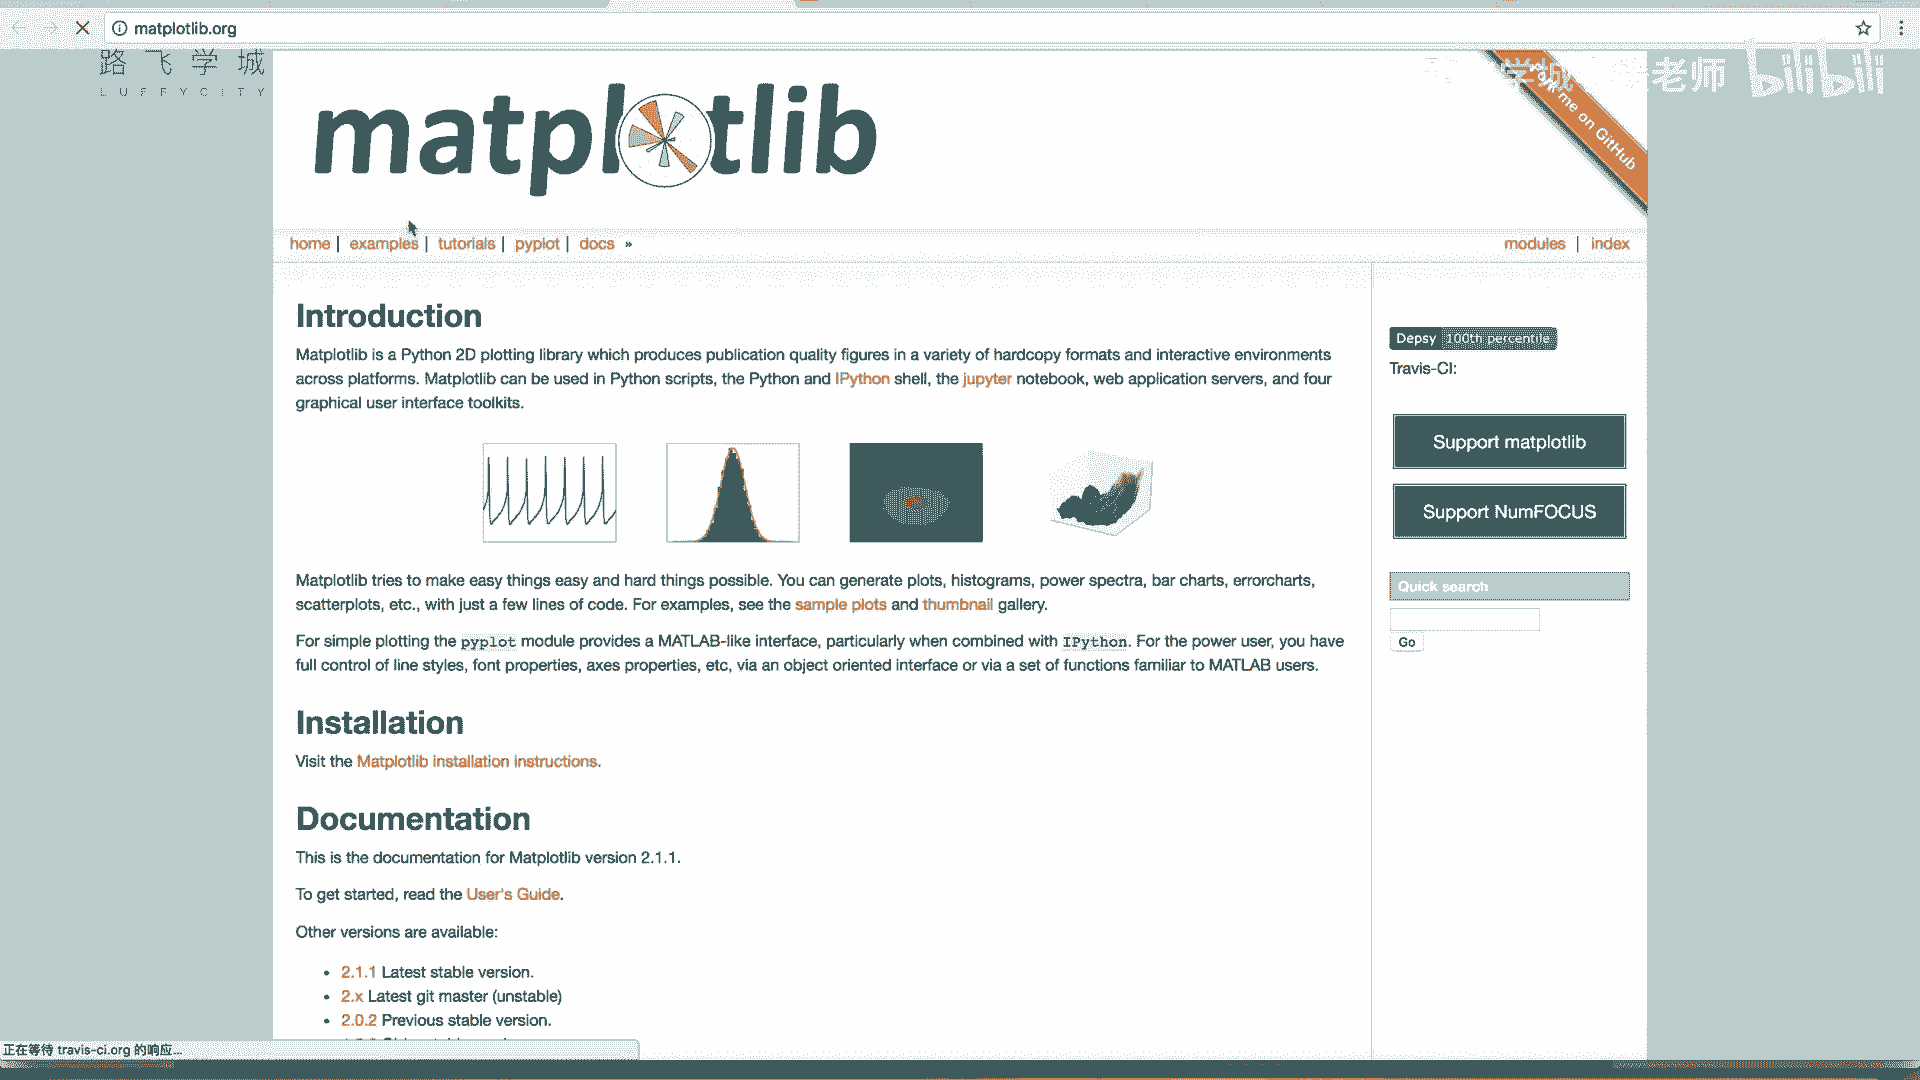 matplotlib.org
路飞学城
LUFFYCITY
学城
老师
bilibili
Fork me on GitHub
matplotlib
home | examples | tutorials | pyplot | docs »
modules | index
Introduction
Matplotlib is a Python 2D plotting library which produces publication quality figures in a variety of hardcopy formats and interactive environments
across platforms. Matplotlib can be used in Python scripts, the Python and IPython shell, the jupyter notebook, web application servers, and four
graphical user interface toolkits.
Depsy 100th percentile
Travis-CI:
Support matplotlib
Support NumFOCUS
Quick search
Go
Matplotlib tries to make easy things easy and hard things possible. You can generate plots, histograms, power spectra, bar charts, errorcharts,
scatterplots, etc., with just a few lines of code. For examples, see the sample plots and thumbnail gallery.
For simple plotting the pyplot module provides a MATLAB-like interface, particularly when combined with IPython. For the power user, you have
full control of line styles, font properties, axes properties, etc, via an object oriented interface or via a set of functions familiar to MATLAB users.
Installation
Visit the Matplotlib installation instructions.
Documentation
This is the documentation for Matplotlib version 2.1.1.
To get started, read the User's Guide.
Other versions are available:
• 2.1.1 Latest stable version.
• 2.x Latest git master (unstable)
• 2.0.2 Previous stable version.
正在等待 travis-ci.org 的响应...